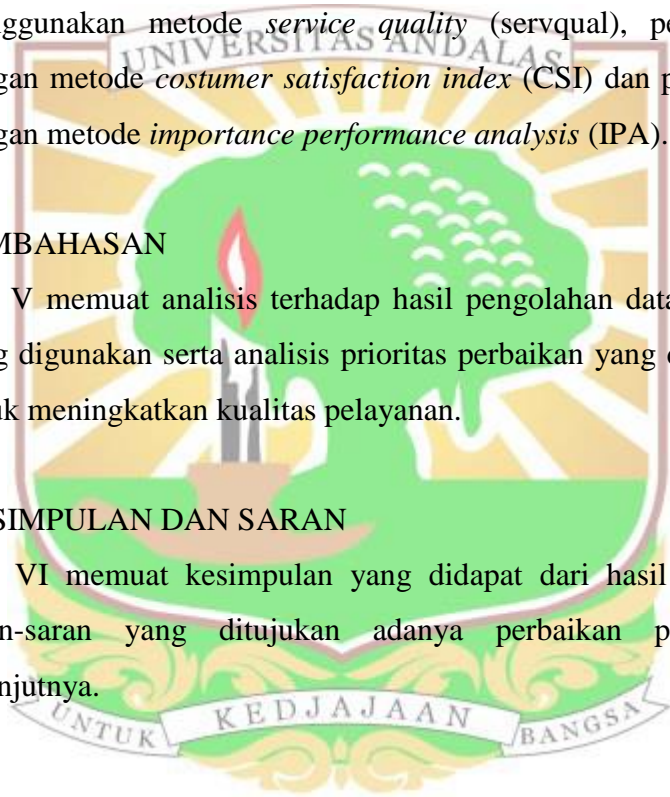 nggunakan metode service quality (servqual), pe
UNIVERSITAS ANDALAS
gan metode costumer satisfaction index (CSI) dan p
gan metode importance performance analysis (IPA).
MBAHASAN
V memuat analisis terhadap hasil pengolahan data
g digunakan serta analisis prioritas perbaikan yang
uk meningkatkan kualitas pelayanan.
SIMPULAN DAN SARAN
VI memuat kesimpulan yang didapat dari hasil
n-saran yang ditujukan adanya perbaikan p
njutnya.
UNTUK KEDJAJAAN BANGSA